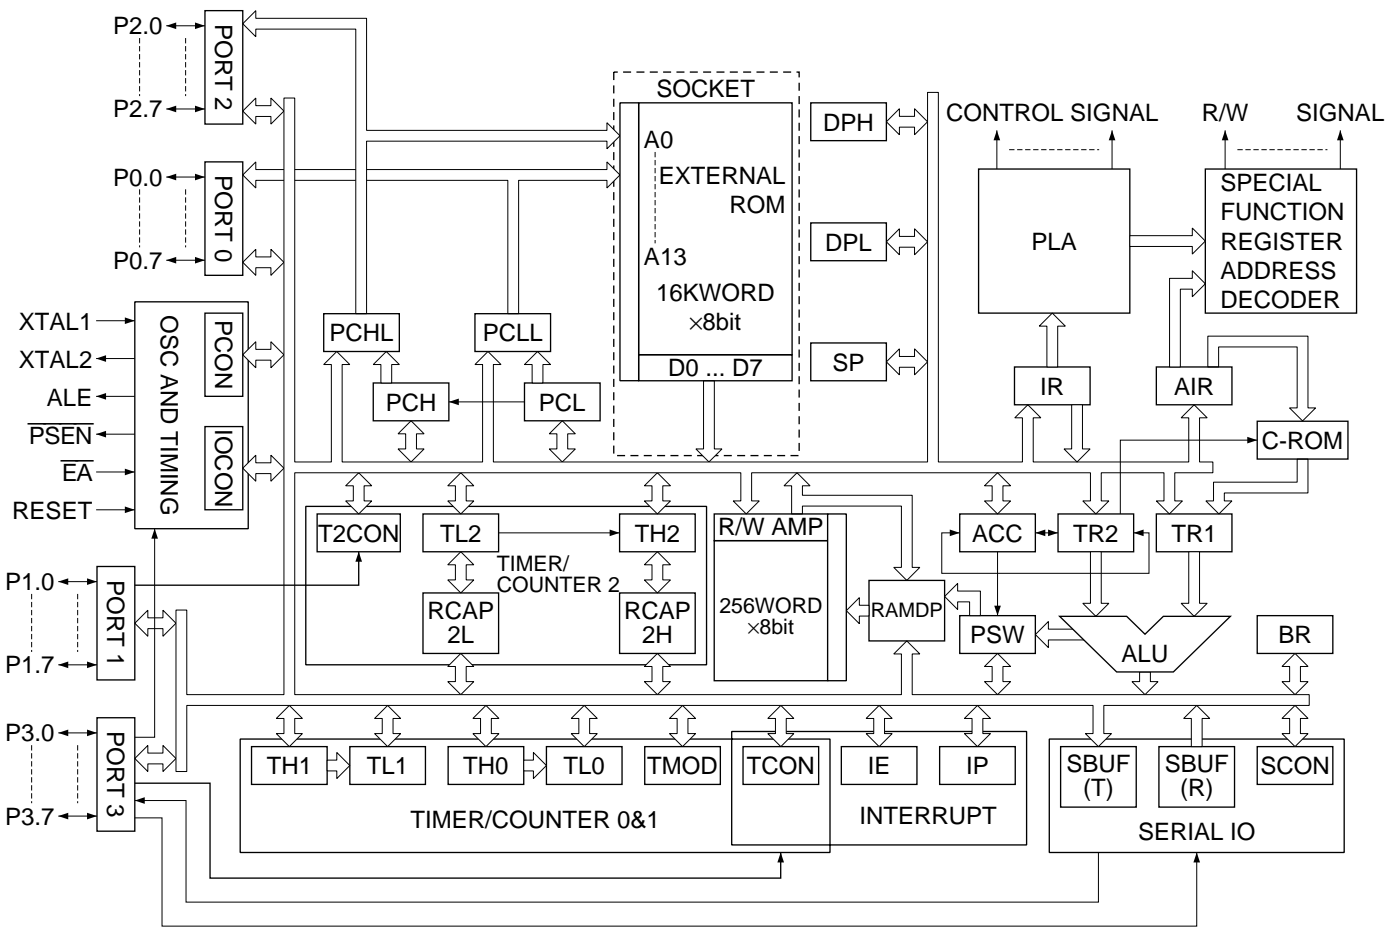 P2.0
P2.7
PORT 2
P0.0
P0.7
PORT 0
SOCKET
A0
EXTERNAL
ROM
A13
16KWORD
×8bit
D0 ... D7
DPH
DPL
SP
CONTROL SIGNAL
R/W SIGNAL
PLA
SPECIAL
FUNCTION
REGISTER
ADDRESS
DECODER
XTAL1
XTAL2
ALE
PSEN
EA
RESET
OSC AND TIMING
PCON
IOCON
PCHL
PCLL
PCH
PCL
IR
AIR
C-ROM
T2CON
TL2
TH2
TIMER/
COUNTER 2
RCAP
2L
RCAP
2H
R/W AMP
256WORD
×8bit
RAMDP
ACC
TR2
TR1
PSW
ALU
BR
P1.0
P1.7
PORT 1
P3.0
P3.7
PORT 3
TH1
TL1
TH0
TL0
TMOD
TCON
IE
IP
TIMER/COUNTER 0&1
INTERRUPT
SBUF
(T)
SBUF
(R)
SCON
SERIAL IO